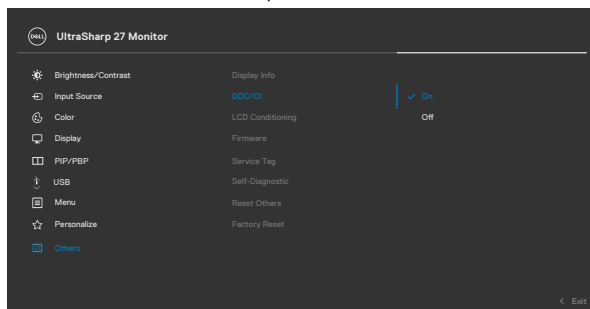 DELL UltraSharp 27 Monitor
Brightness/Contrast Display Info
Input Source DDC/CI ✓ On
Color LCD Conditioning Off
Display Firmware
PIP/PBP Service Tag
USB Self-Diagnostic
Menu Reset Others
Personalize Factory Reset
Others
< Exit